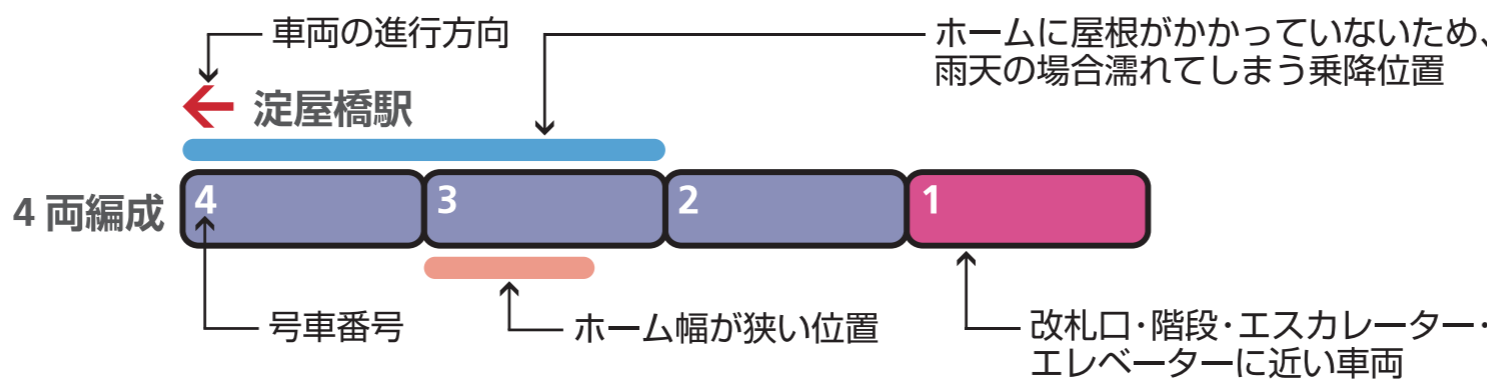 車両の進行方向
ホームに屋根がかかっていないため、
雨天の場合濡れてしまう乗降位置
淀屋橋駅
4 両編成
4
3
2
1
号車番号
ホーム幅が狭い位置
改札口・階段・エスカレーター・
エレベーターに近い車両